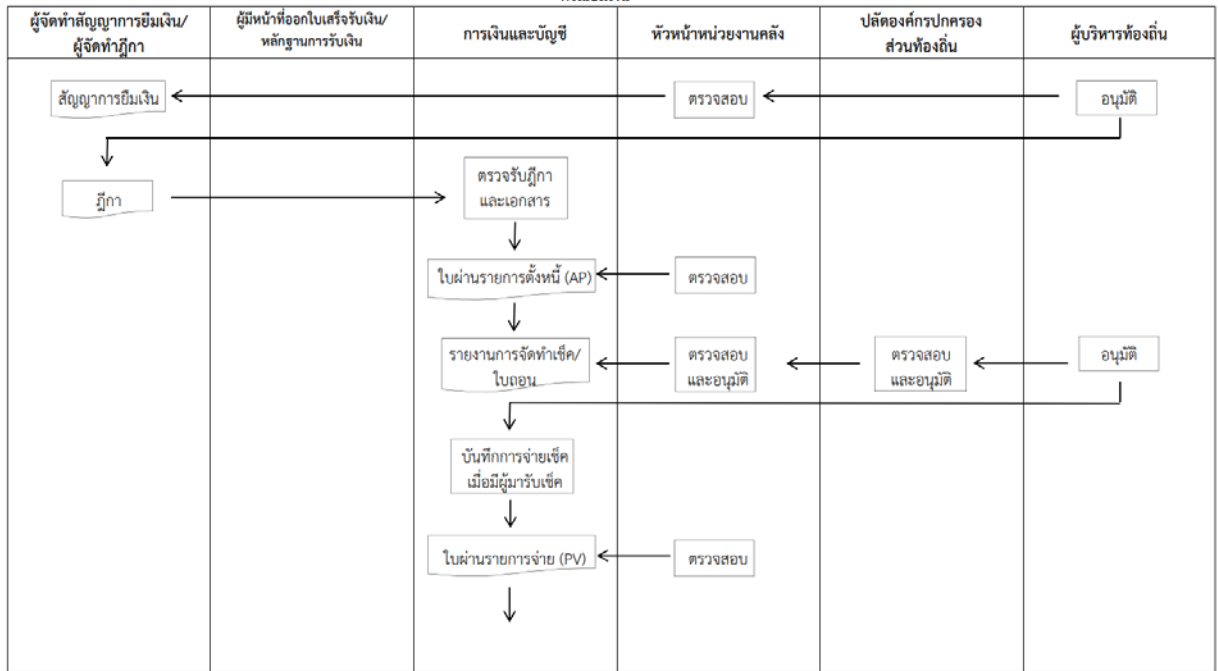 ผู้จัดทำสัญญาการยืมเงิน/
ผู้จัดทำฎีกา
ผู้มีหน้าที่ออกใบเสร็จรับเงิน/
หลักฐานการรับเงิน
การเงินและบัญชี
หัวหน้าหน่วยงานคลัง
ปลัดองค์กรปกครอง
ส่วนท้องถิ่น
ผู้บริหารท้องถิ่น
สัญญาการยืมเงิน
ตรวจสอบ
อนุมัติ
ฎีกา
ตรวจรับฎีกา
และเอกสาร
ใบผ่านรายการตั้งหนี้ (AP)
ตรวจสอบ
รายงานการจัดทำเช็ค/
ใบถอน
ตรวจสอบ
และอนุมัติ
ตรวจสอบ
และอนุมัติ
อนุมัติ
บันทึกการจ่ายเช็ค
เมื่อมีผู้มารับเช็ค
ใบผ่านรายการจ่าย (PV)
ตรวจสอบ